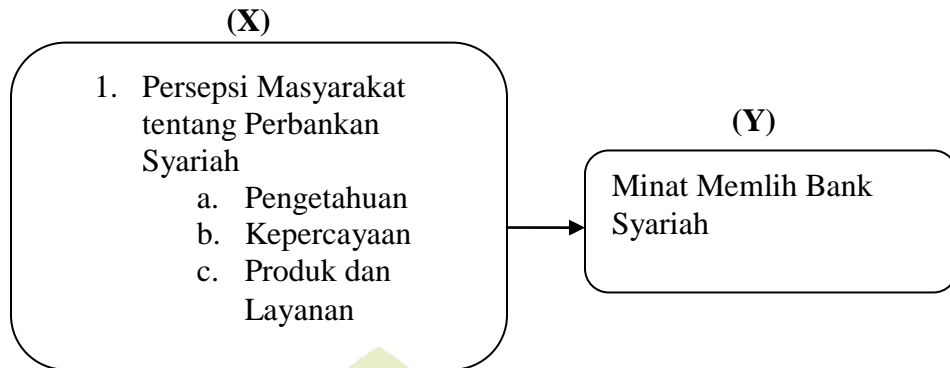 (X)
1. Persepsi Masyarakat
tentang Perbankan
Syariah
a. Pengetahuan
b. Kepercayaan
c. Produk dan
Layanan
(Y)
Minat Memlih Bank
Syariah